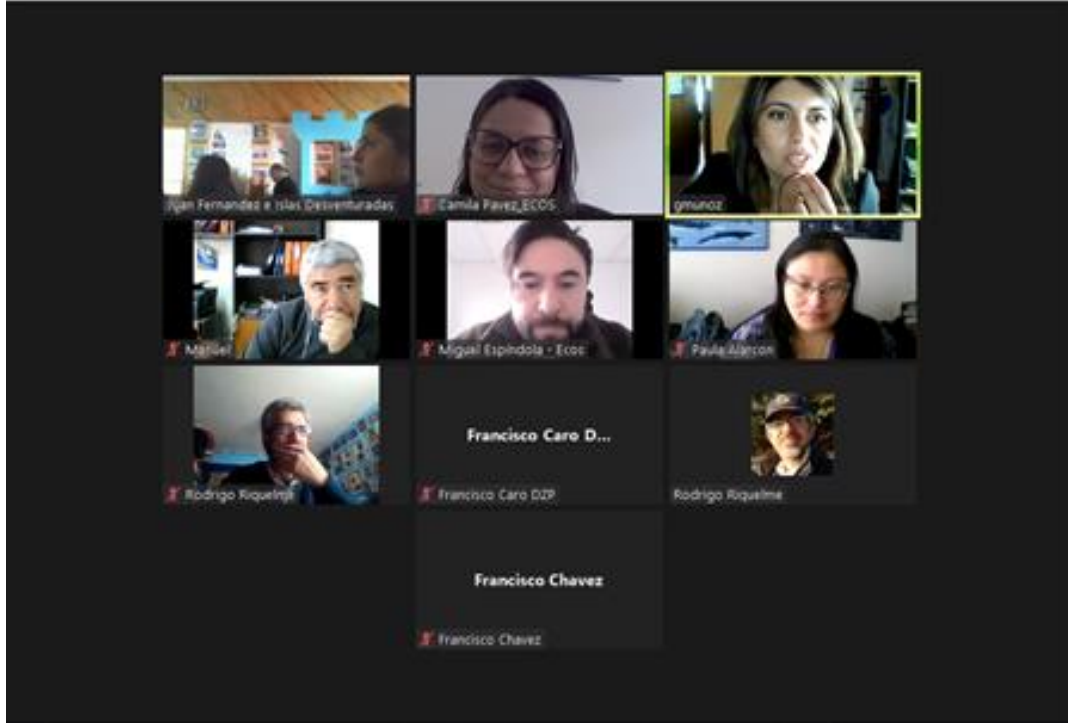 Juan Fernandez e Islas Desventuradas
Camila Pavez_ECOS
gmunoz
Manuel
Miguel Espindola - Ecos
Paula Alarcon
Rodrigo Riquelme
Francisco Caro D...
Francisco Caro DZP
Rodrigo Riquelme
Francisco Chavez
Francisco Chavez